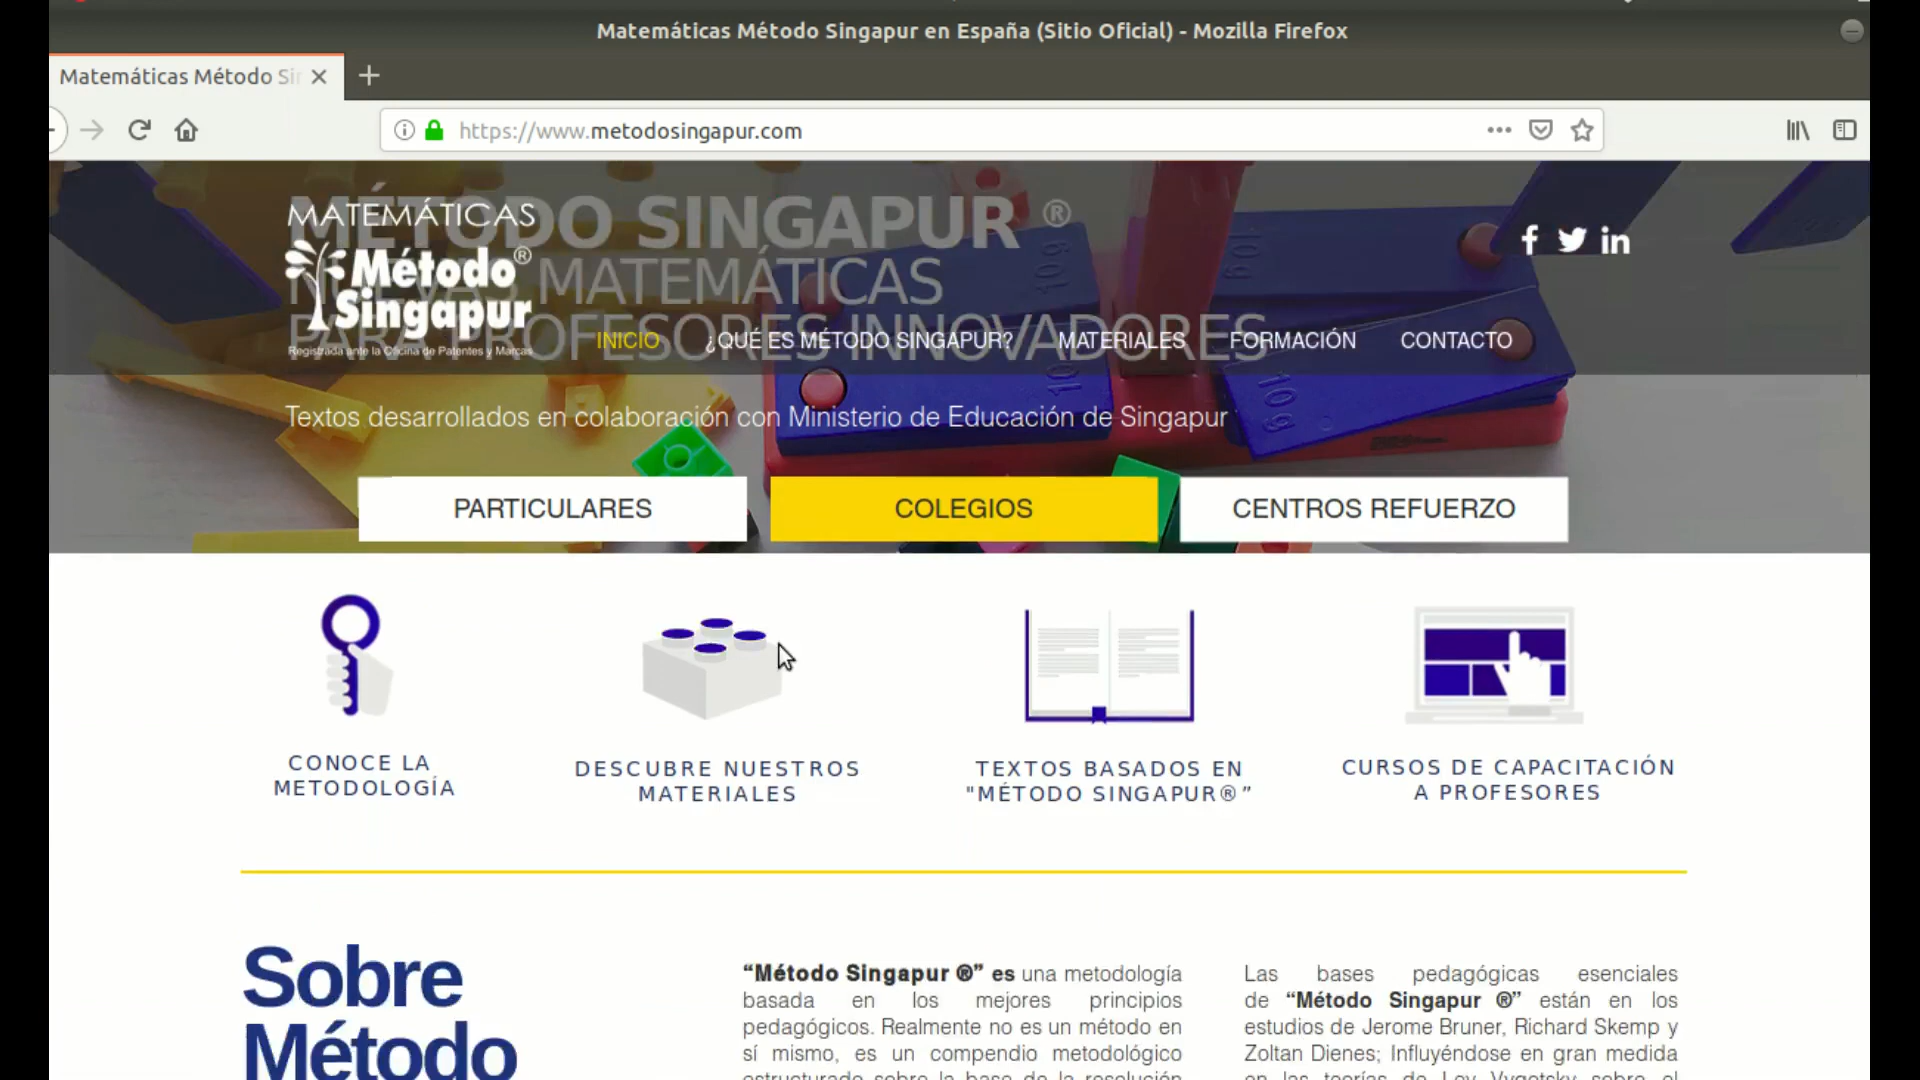 Matemáticas Método Singapur en España (Sitio Oficial) - Mozilla Firefox
Matemáticas Método Si
https://www.metodosingapur.com
MÉTODO SINGAPUR ®
MATEMÁTICAS
Método®
Singapur
Registrada ante la Oficina de Patentes y Marcas
MATEMÁTICAS
PARA PROFESORES INNOVADORES
INICIO ¿QUÉ ES MÉTODO SINGAPUR? MATERIALES FORMACIÓN CONTACTO
Textos desarrollados en colaboración con Ministerio de Educación de Singapur
PARTICULARES COLEGIOS CENTROS REFUERZO
CONOCE LA
METODOLOGÍA
DESCUBRE NUESTROS
MATERIALES
TEXTOS BASADOS EN
"MÉTODO SINGAPUR®”
CURSOS DE CAPACITACIÓN
A PROFESORES
Sobre
Método
“Método Singapur ®” es una metodología
basada en los mejores principios
pedagógicos. Realmente no es un método en
sí mismo, es un compendio metodológico
estructurado sobre la base de la resolución
Las bases pedagógicas esenciales
de “Método Singapur ®” están en los
estudios de Jerome Bruner, Richard Skemp y
Zoltan Dienes; Influyéndose en gran medida
en las teorías de Lev Vygotsky sobre el